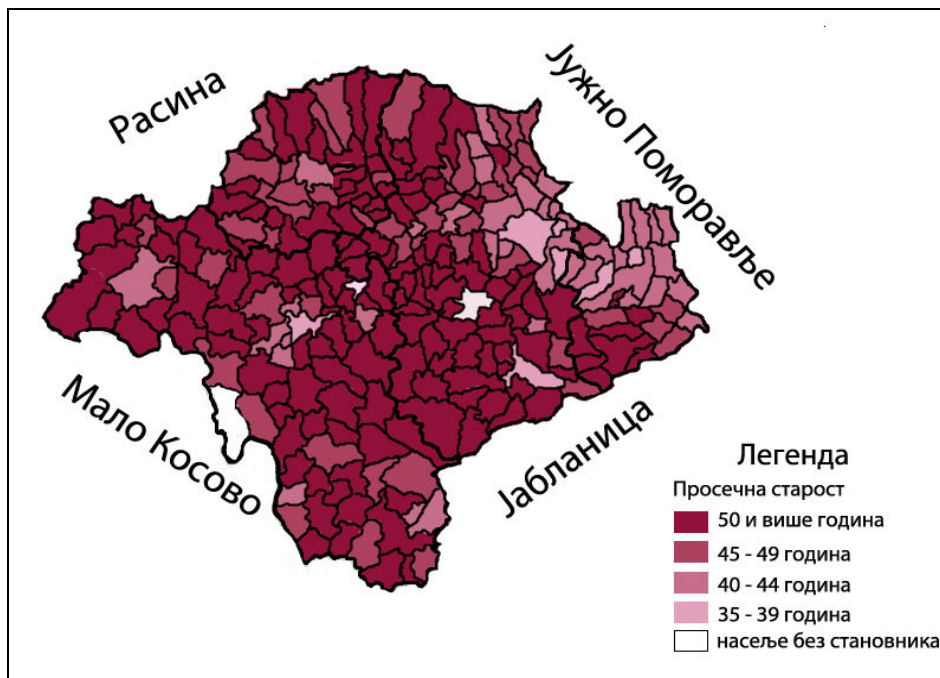 Расина
Јужно Поморавље
Мало Косово
Јабланица
Легенда
Просечна старост
50 и више година
45 - 49 година
40 - 44 година
35 - 39 година
насеље без становника